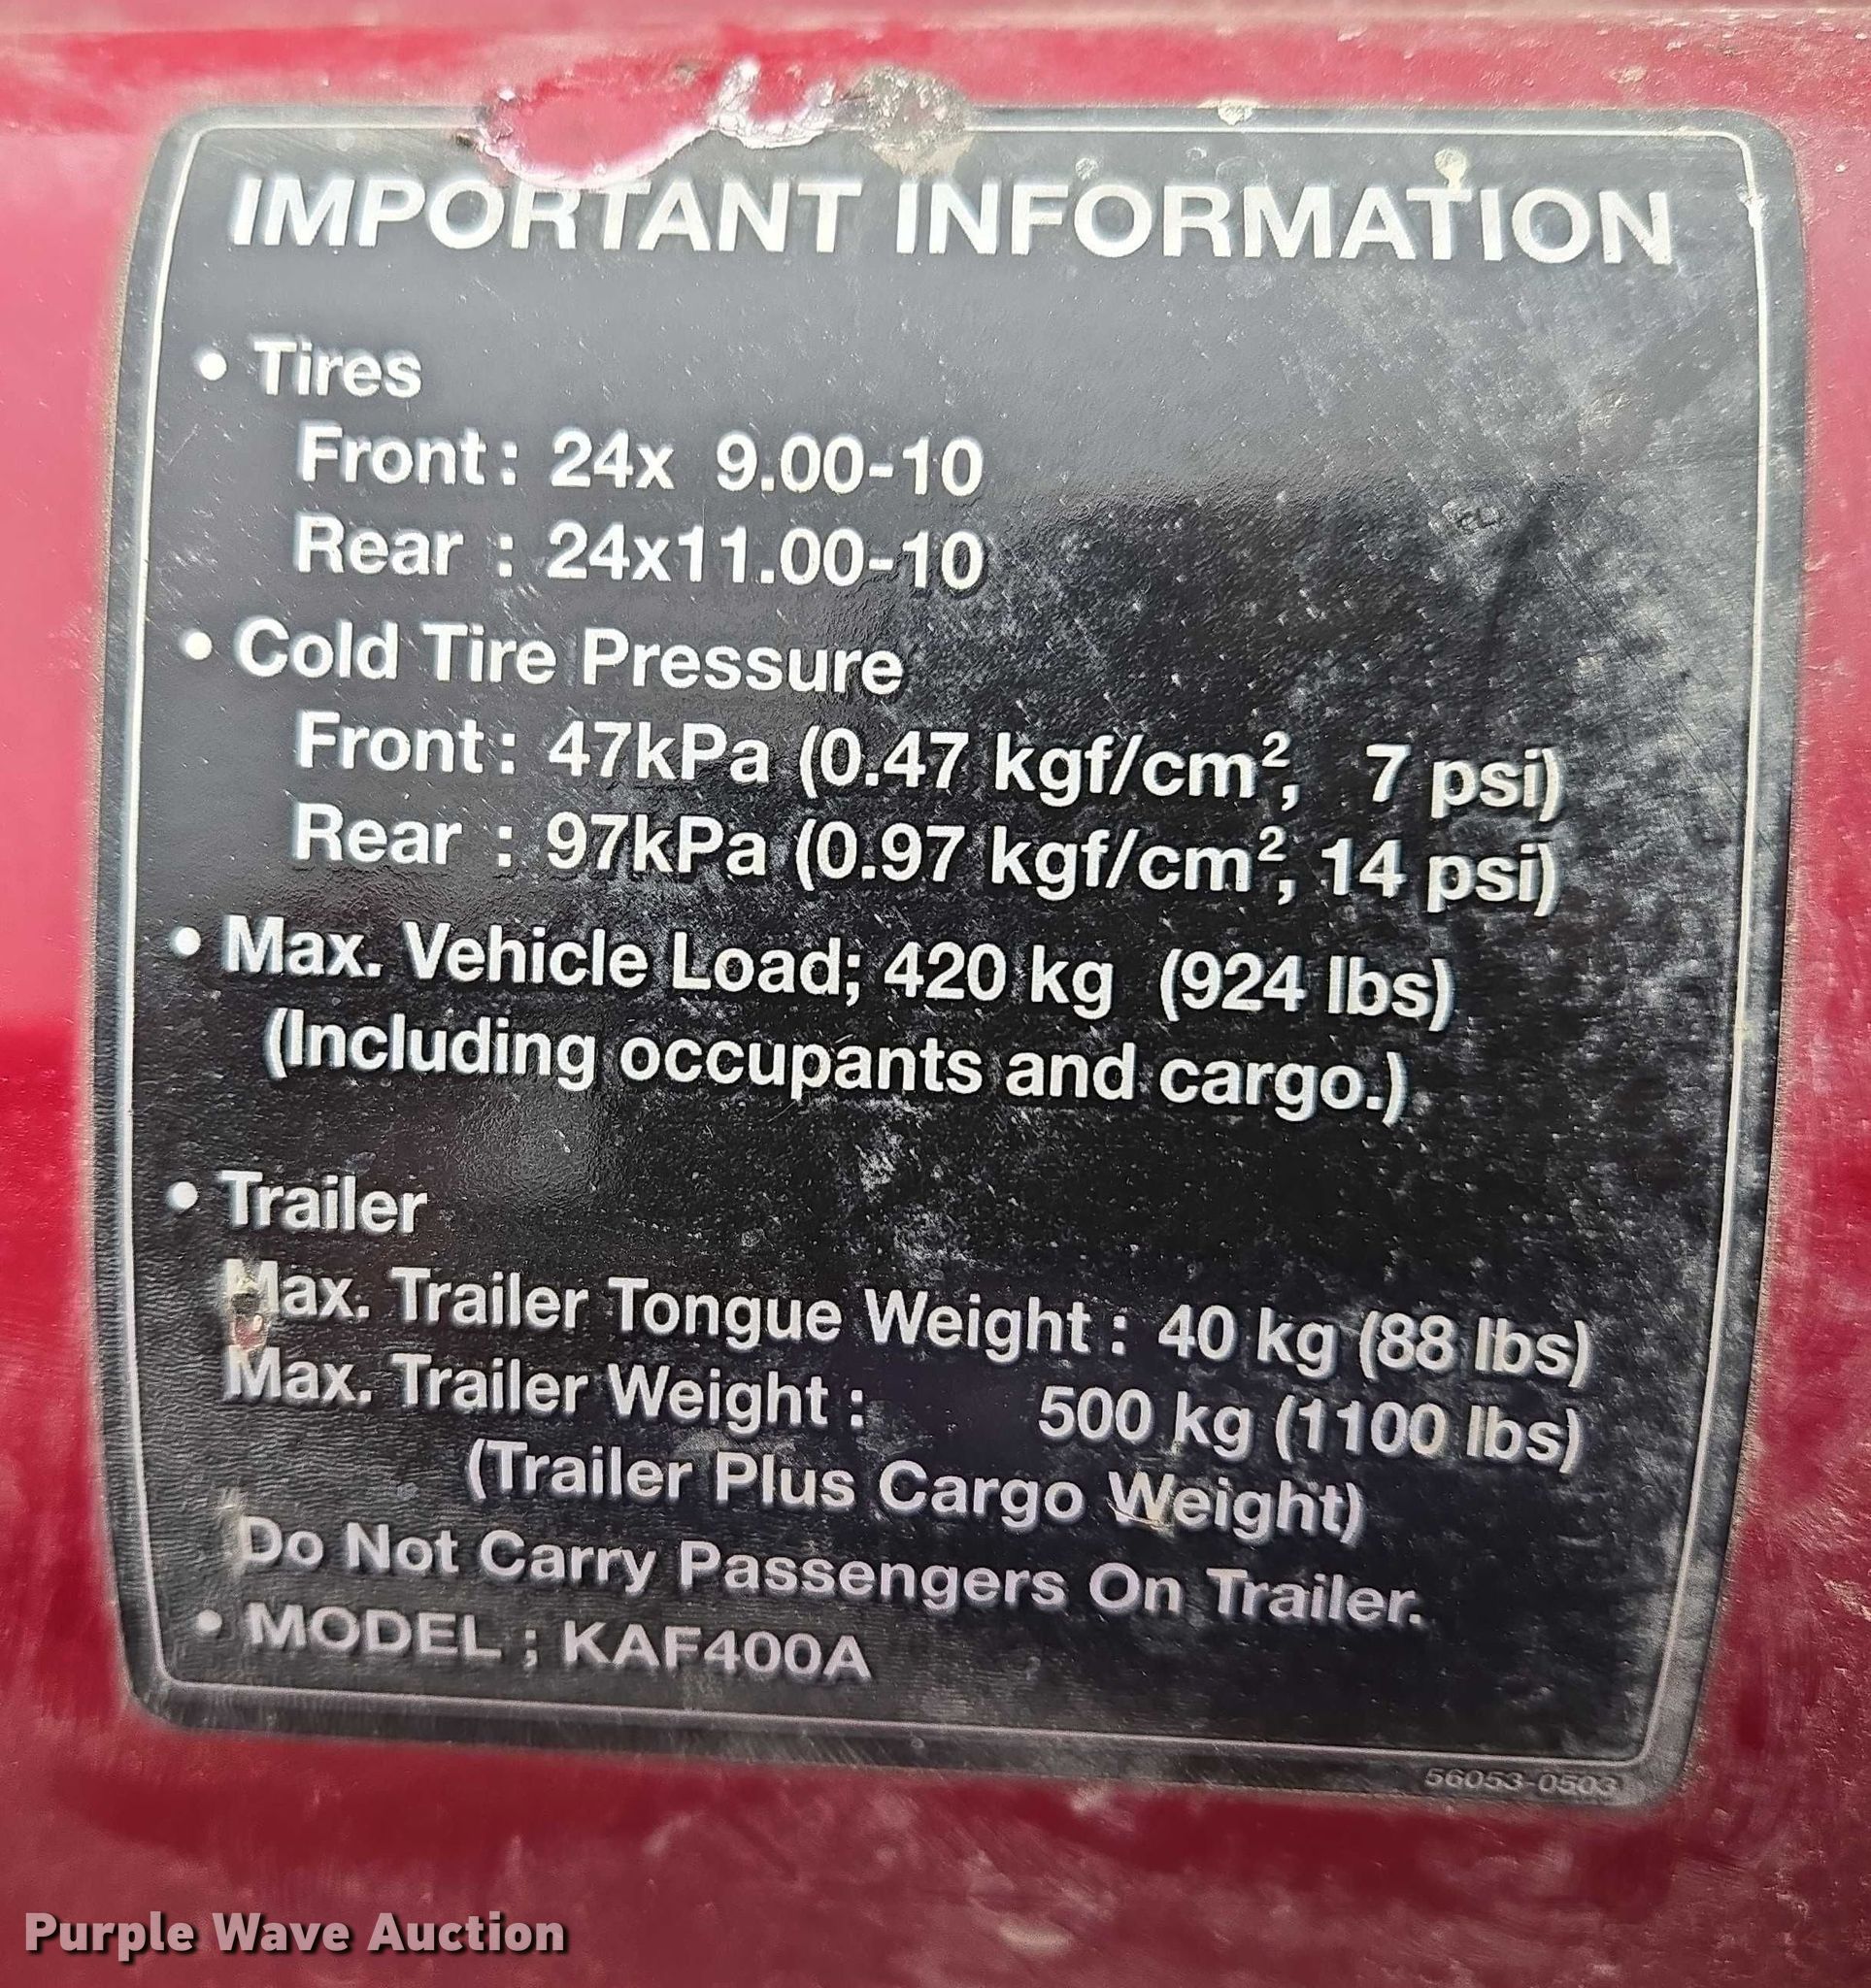 IMPORTANT INFORMATION
• Tires
Front: 24x 9.00-10
Rear : 24x11.00-10
• Cold Tire Pressure
Front: 47kPa (0.47 kgf/cm², 7 psi)
Rear : 97kPa (0.97 kgf/cm², 14 psi)
• Max. Vehicle Load; 420 kg (924 lbs)
(Including occupants and cargo.)
• Trailer
Max. Trailer Tongue Weight : 40 kg (88 lbs)
Max. Trailer Weight : 500 kg (1100 lbs)
(Trailer Plus Cargo Weight)
Do Not Carry Passengers On Trailer.
• MODEL ; KAF400A
56053-0503
Purple Wave Auction